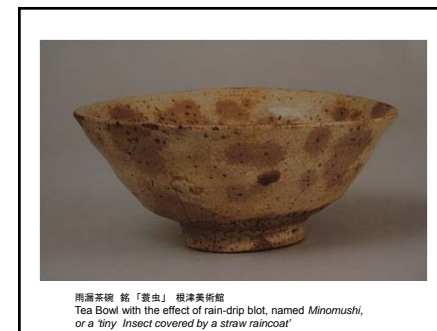 雨漏茶碗 銘 「蓑虫」 根津美術館
Tea Bowl with the effect of rain-drip blot, named Minomushi,
or a 'tiny Insect covered by a straw raincoat'